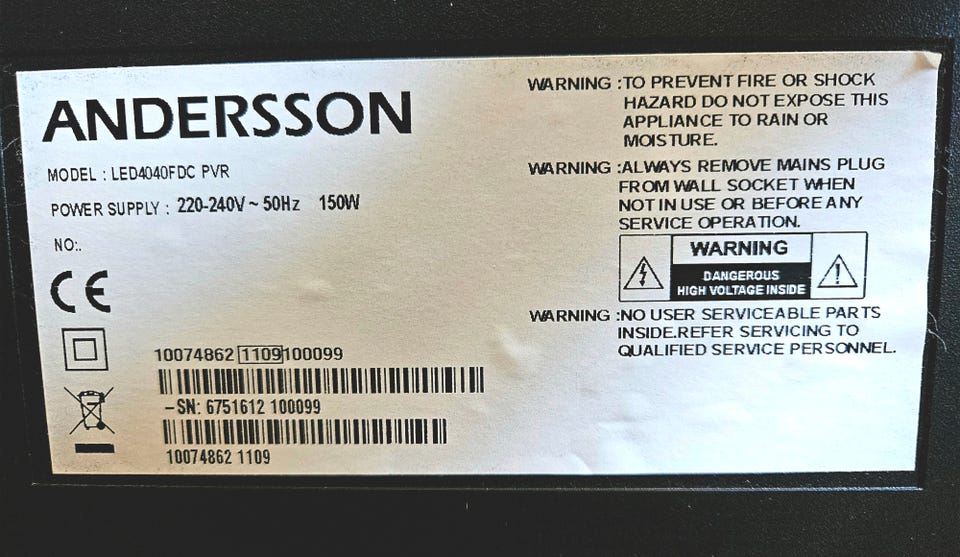 ANDERSSON
MODEL : LED4040FDC PVR
POWER SUPPLY : 220-240V ~ 50Hz 150W
NO:.
CE
10074862 1109100099
-SN: 6751612 100099
10074862 1109
WARNING :TO PREVENT FIRE OR SHOCK
HAZARD DO NOT EXPOSE THIS
APPLIANCE TO RAIN OR
MOISTURE.
WARNING :ALWAYS REMOVE MAINS PLUG
FROM WALL SOCKET WHEN
NOT IN USE OR BEFORE ANY
SERVICE OPERATION.
WARNING
DANGEROUS
HIGH VOLTAGE INSIDE
WARNING :NO USER SERVICEABLE PARTS
INSIDE.REFER SERVICING TO
QUALIFIED SERVICE PERSONNEL.